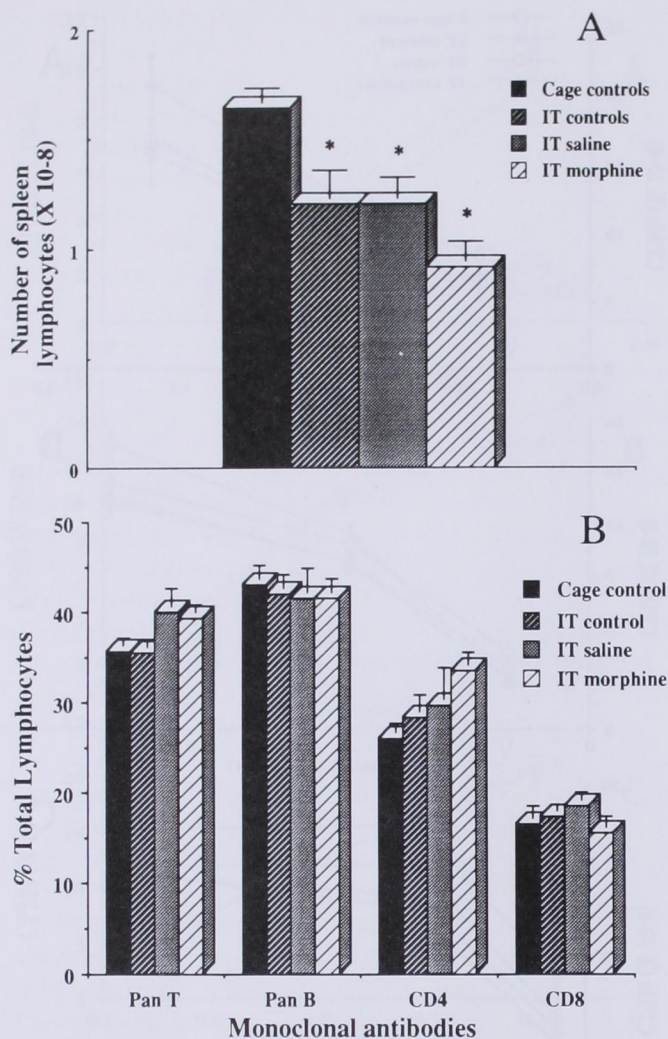 A
2
1
0
Number of spleen
lymphocytes (X 10-8)
Cage controls
IT controls
IT saline
IT morphine
*
*
*
B
50
40
30
20
10
0
% Total Lymphocytes
Cage control
IT control
IT saline
IT morphine
Pan T
Pan B
CD4
CD8
Monoclonal antibodies